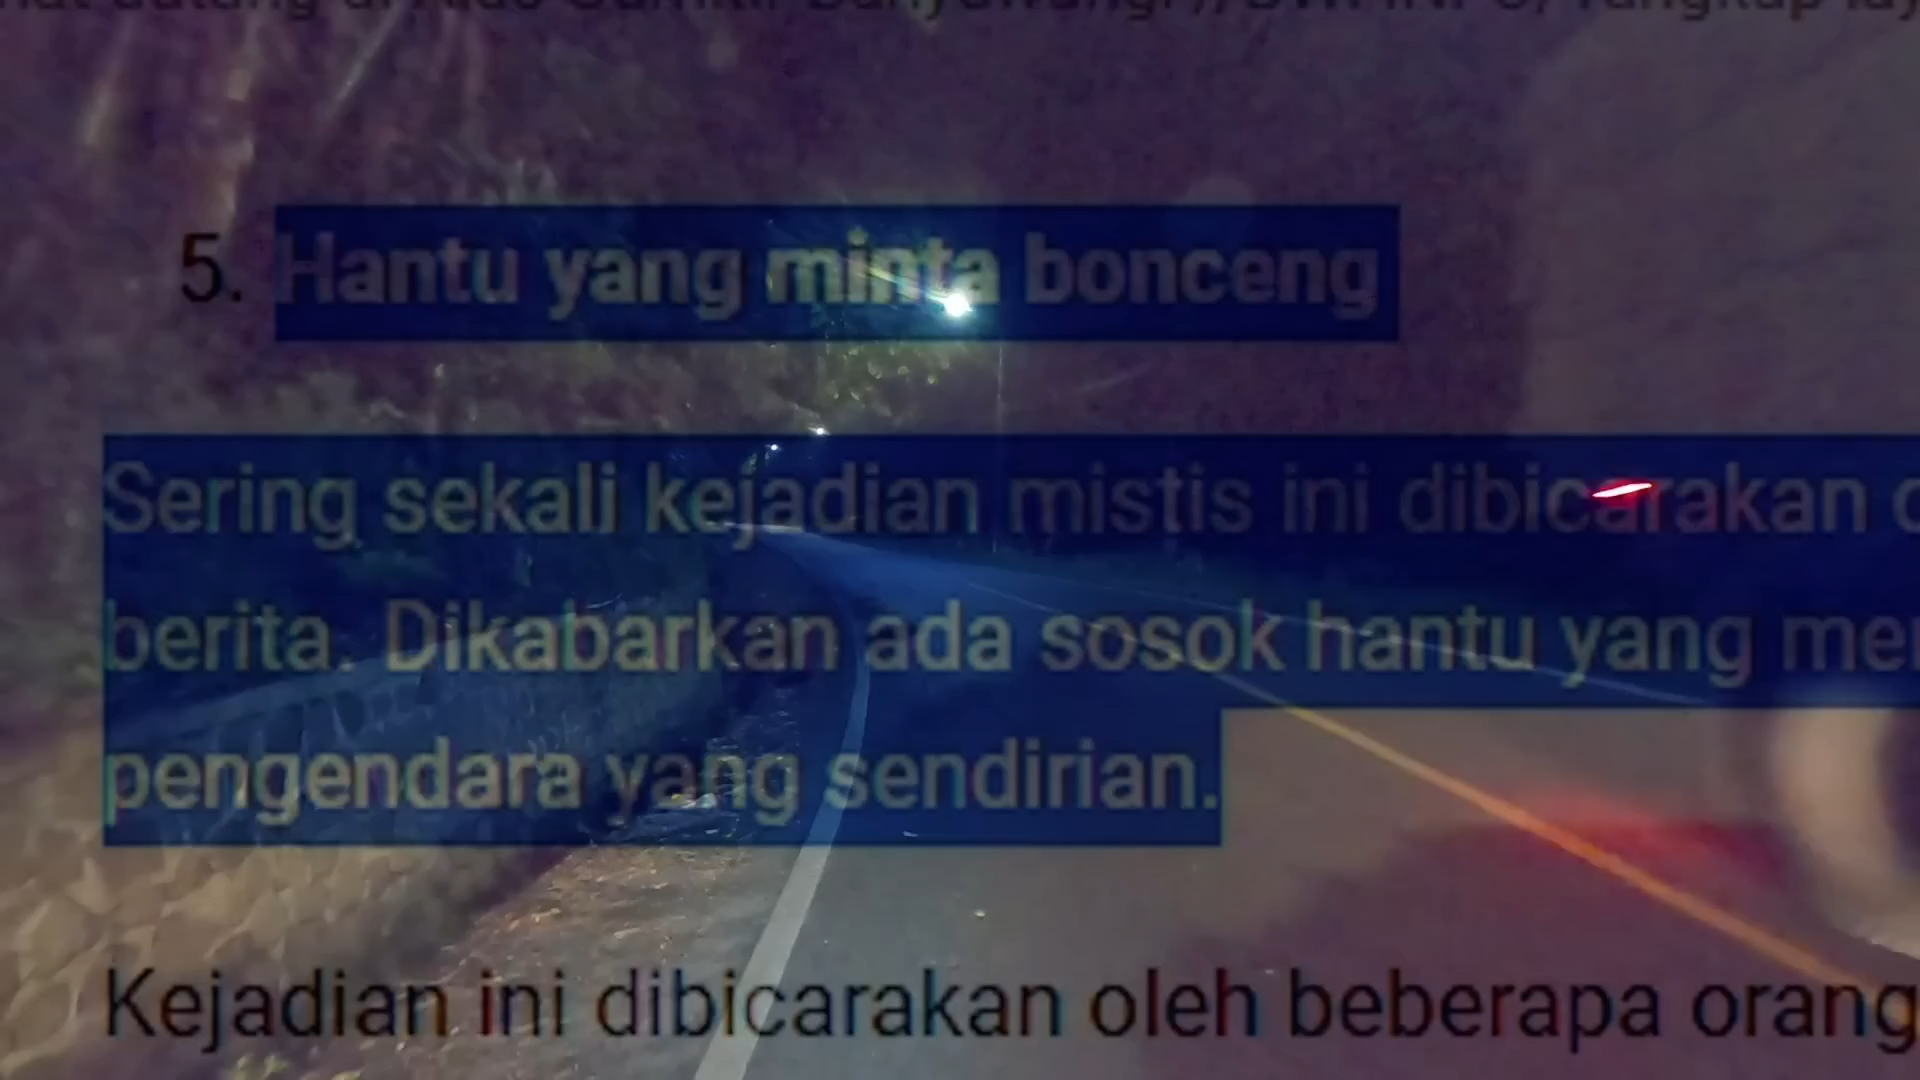 5. Hantu yang minta bonceng
Sering sekali kejadian mistis ini dibicarakan
berita. Dikabarkan ada sosok hantu yang
pengendara yang sendirian.
Kejadian ini dibicarakan oleh beberapa orang